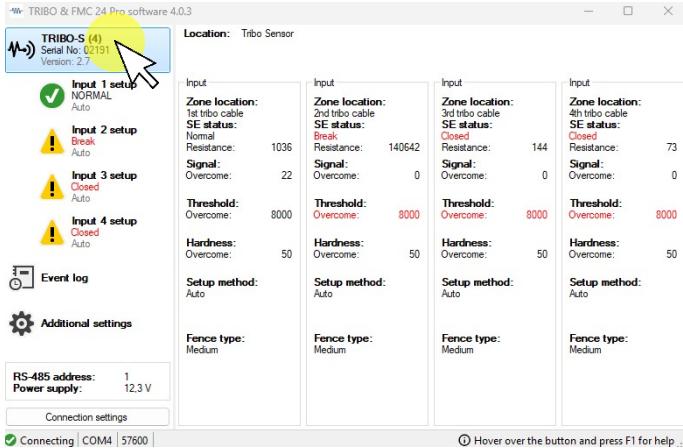 TRIBO & FMC 24 Pro software 4.0.3
TRIBO-S (4)
Serial No: 02191
Version: 2.7
Input 1 setup
NORMAL
Auto
Input 2 setup
Break
Auto
Input 3 setup
Closed
Auto
Input 4 setup
Closed
Auto
Event log
Additional settings
RS-485 address: 1
Power supply: 12,3 V
Connection settings
Location: Tribo Sensor
Input
Zone location:
1st tribo cable
SE status:
Normal
Resistance: 1036
Signal:
Overcome: 22
Threshold:
Overcome: 8000
Hardness:
Overcome: 50
Setup method:
Auto
Fence type:
Medium
Input
Zone location:
2nd tribo cable
SE status:
Break
Resistance: 140642
Signal:
Overcome: 0
Threshold:
Overcome: 8000
Hardness:
Overcome: 50
Setup method:
Auto
Fence type:
Medium
Input
Zone location:
3rd tribo cable
SE status:
Closed
Resistance: 144
Signal:
Overcome: 0
Threshold:
Overcome: 8000
Hardness:
Overcome: 50
Setup method:
Auto
Fence type:
Medium
Input
Zone location:
4th tribo cable
SE status:
Closed
Resistance: 73
Signal:
Overcome: 0
Threshold:
Overcome: 8000
Hardness:
Overcome: 50
Setup method:
Auto
Fence type:
Medium
Connecting COM4 57600
Hover over the button and press F1 for help